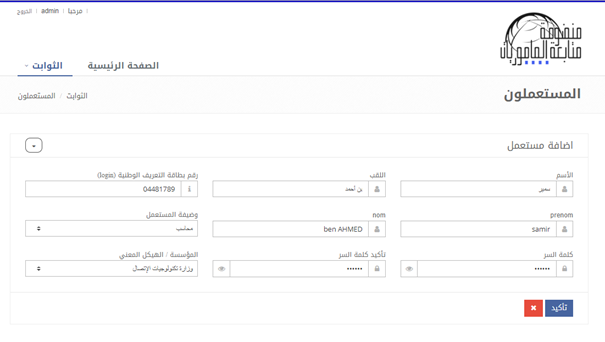 مرحبا admin الخروج
منظومة
متابعة المأموريات
الصفحة الرئيسية الثوابت
المستعملون
الثوابت / المستعملون
اضافة مستعمل
الأسم اللقب رقم بطاقة التعريف الوطنية (login)
سمير بن أحمد 04481789
prenom nom وضيفة المستعمل
samir ben AHMED محاسب
كلمة السر تأكيد كلمة السر المؤسسة / الهيكل المعني
•••••• •••••• وزارة تكنولوجيات الإتصال
تأكيد